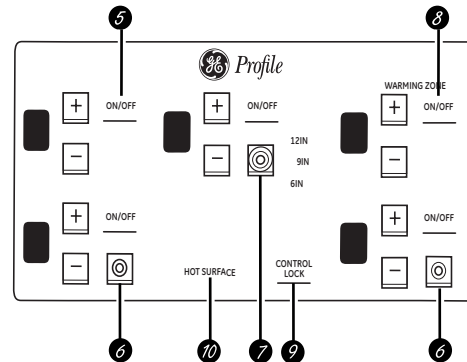 5
8
GE Profile
WARMING ZONE
+ ON/OFF
+ ON/OFF
+ ON/OFF
12IN
− − 9IN −
6IN
+ ON/OFF
+ ON/OFF
− −
HOT SURFACE
CONTROL
LOCK
6 10 7 9 6